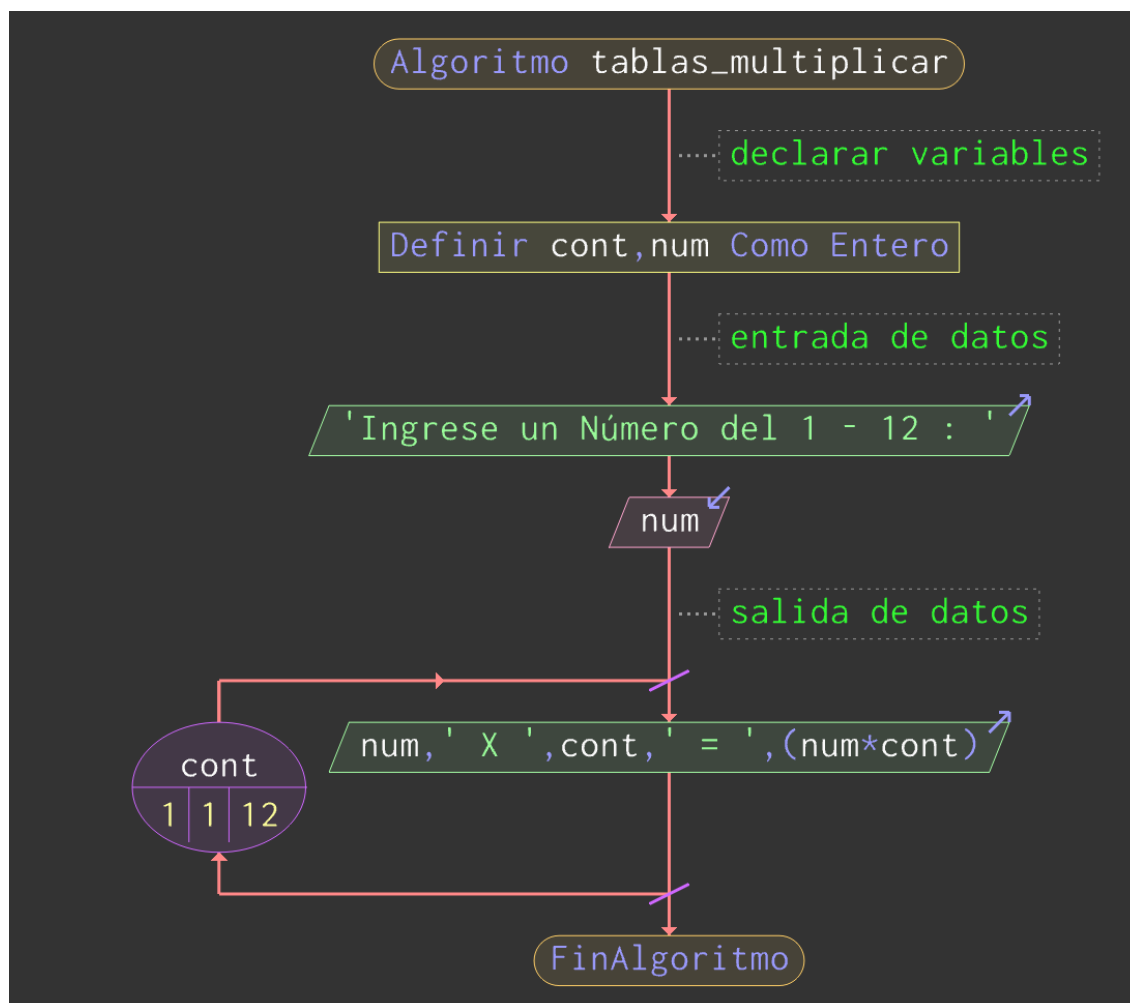 Algoritmo tablas_multiplicar
declarar variables
Definir cont,num Como Entero
entrada de datos
'Ingrese un Número del 1 - 12 : '
num
salida de datos
num,' X ',cont,' = ',(num*cont)
cont
1 1 12
FinAlgoritmo